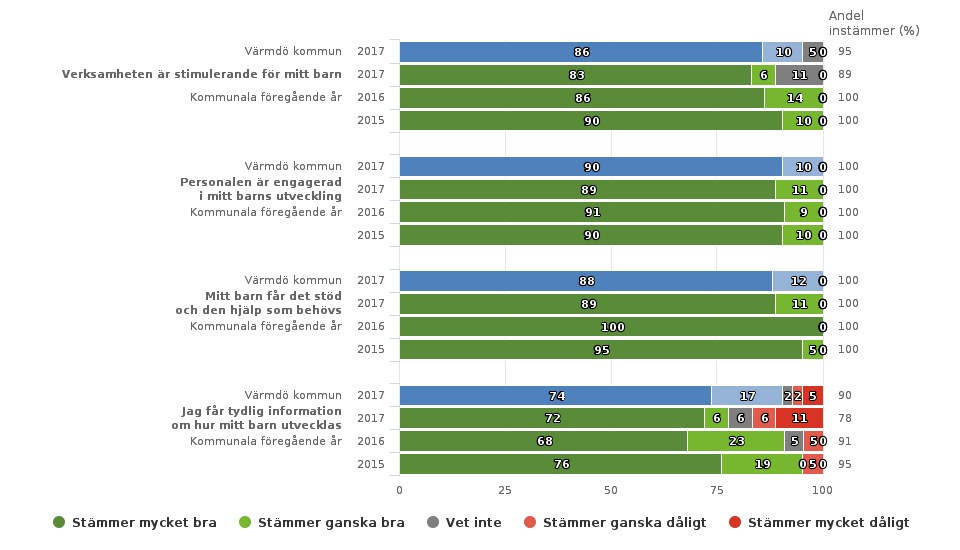 Andel
instämmer (%)
Värmdö kommun 2017 86 10 5 0 95
Verksamheten är stimulerande för mitt barn 2017 83 6 11 0 89
Kommunala föregående år 2016 86 14 0 100
2015 90 10 0 100
Värmdö kommun 2017 90 10 0 100
Personalen är engagerad
i mitt barns utveckling 2017 89 11 0 100
Kommunala föregående år 2016 91 9 0 100
2015 90 10 0 100
Värmdö kommun 2017 88 12 0 100
Mitt barn får det stöd
och den hjälp som behövs 2017 89 11 0 100
Kommunala föregående år 2016 100 0 100
2015 95 5 0 100
Värmdö kommun 2017 74 17 2 2 5 90
Jag får tydlig information
om hur mitt barn utvecklas 2017 72 6 6 6 11 78
Kommunala föregående år 2016 68 23 5 5 0 91
2015 76 19 0 5 0 95
0 25 50 75 100
Stämmer mycket bra Stämmer ganska bra Vet inte Stämmer ganska dåligt Stämmer mycket dåligt